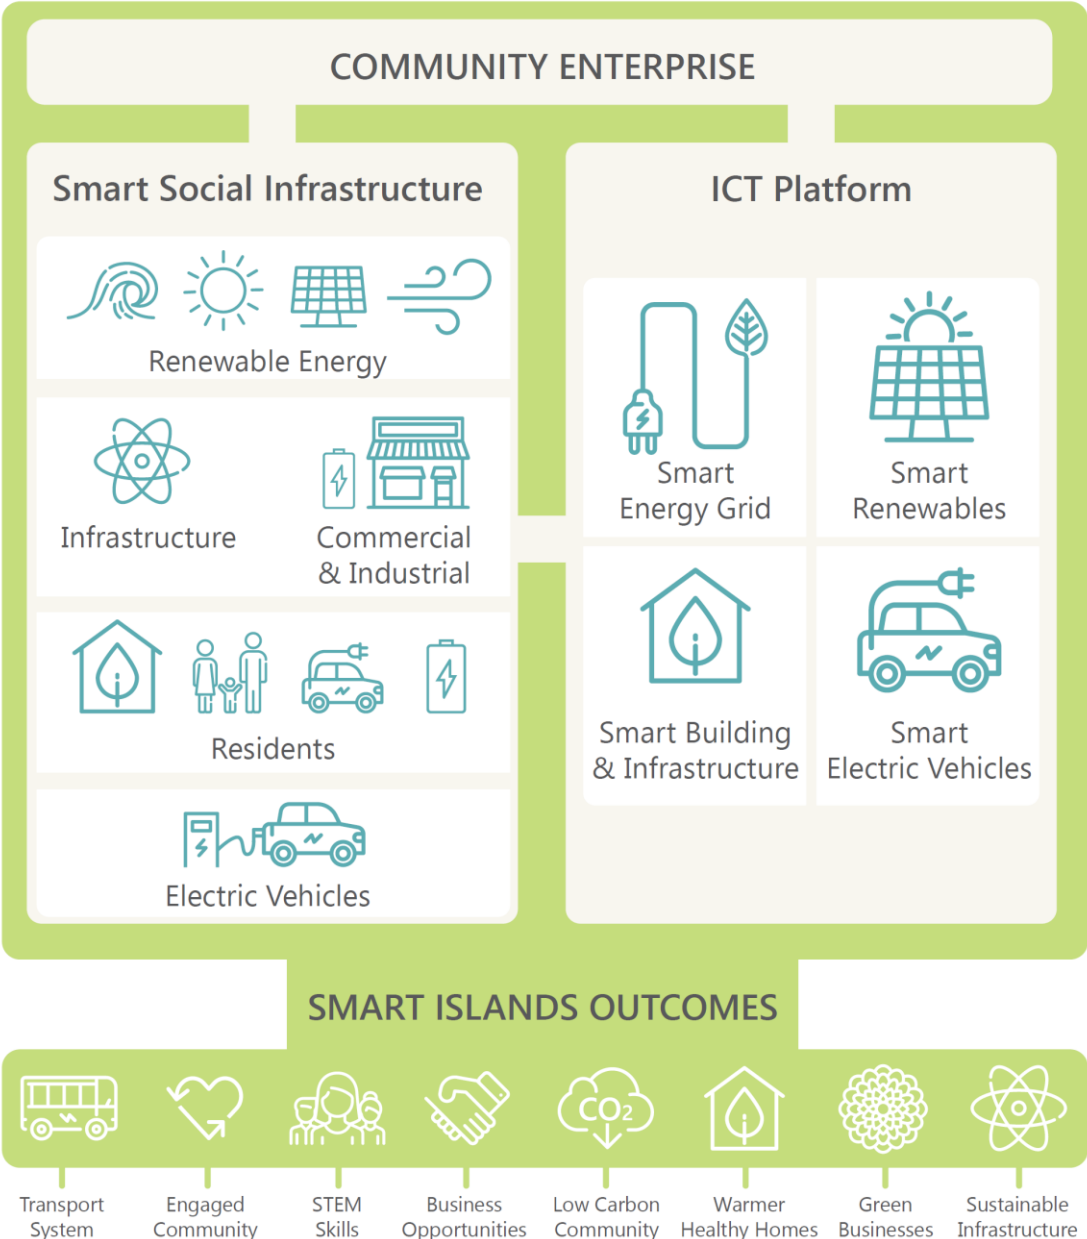 COMMUNITY ENTERPRISE
Smart Social Infrastructure
Renewable Energy
Infrastructure
Commercial
& Industrial
Residents
Electric Vehicles
ICT Platform
Smart
Energy Grid
Smart
Renewables
Smart Building
& Infrastructure
Smart
Electric Vehicles
SMART ISLANDS OUTCOMES
CO2
Transport
System
Engaged
Community
STEM
Skills
Business
Opportunities
Low Carbon
Community
Warmer
Healthy Homes
Green
Businesses
Sustainable
Infrastructure